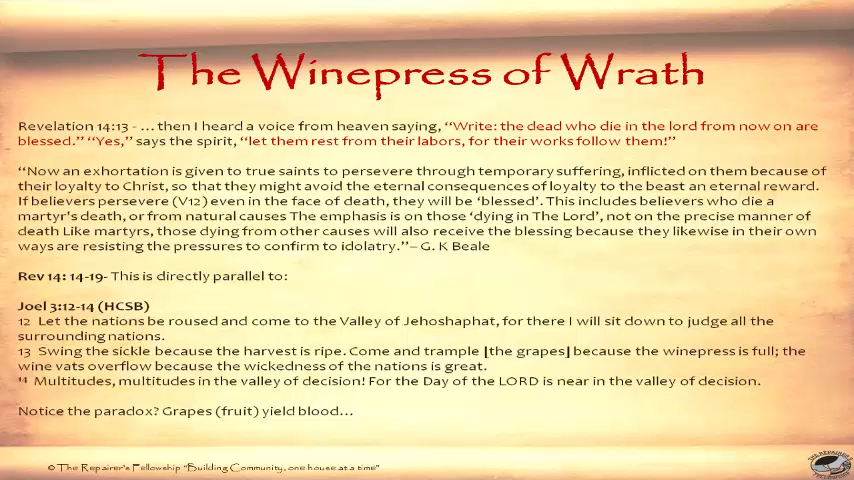 The Winepress of Wrath
Revelation 14:13 - ... then I heard a voice from heaven saying, “Write: the dead who die in the lord from now on are
blessed.” “Yes,” says the spirit, “let them rest from their labors, for their works follow them!”
“Now an exhortation is given to true saints to persevere through temporary suffering, inflicted on them because of
their loyalty to Christ, so that they might avoid the eternal consequences of loyalty to the beast an eternal reward.
If believers persevere (V12) even in the face of death, they will be ‘blessed’. This includes believers who die a
martyr's death, or from natural causes The emphasis is on those ‘dying in The Lord’, not on the precise manner of
death Like martyrs, those dying from other causes will also receive the blessing because they likewise in their own
ways are resisting the pressures to confirm to idolatry.”– G. K Beale
Rev 14: 14-19- This is directly parallel to:
Joel 3:12-14 (HCSB)
12 Let the nations be roused and come to the Valley of Jehoshaphat, for there I will sit down to judge all the
surrounding nations.
13 Swing the sickle because the harvest is ripe. Come and trample [the grapes] because the winepress is full; the
wine vats overflow because the wickedness of the nations is great.
14 Multitudes, multitudes in the valley of decision! For the Day of the LORD is near in the valley of decision.
Notice the paradox? Grapes (fruit) yield blood...
© The Repairer's Fellowship “Building Community, one house at a time”